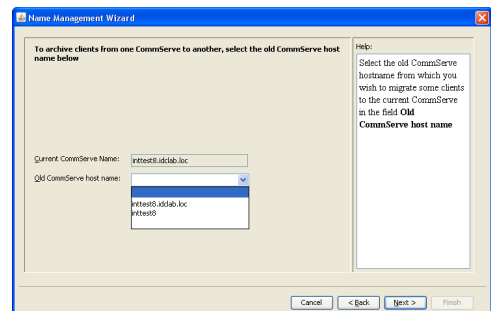 Name Management Wizard
To archive clients from one CommServe to another, select the old CommServe host
name below
Current CommServe Name:
inttest8.idclab.loc
Old CommServe host name:
inttest8.idclab.loc
inttest8
Help:
Select the old CommServe
hostname from which you
wish to migrate some clients
to the current CommServe
in the field Old
CommServe host name
Cancel
< Back
Next >
Finish